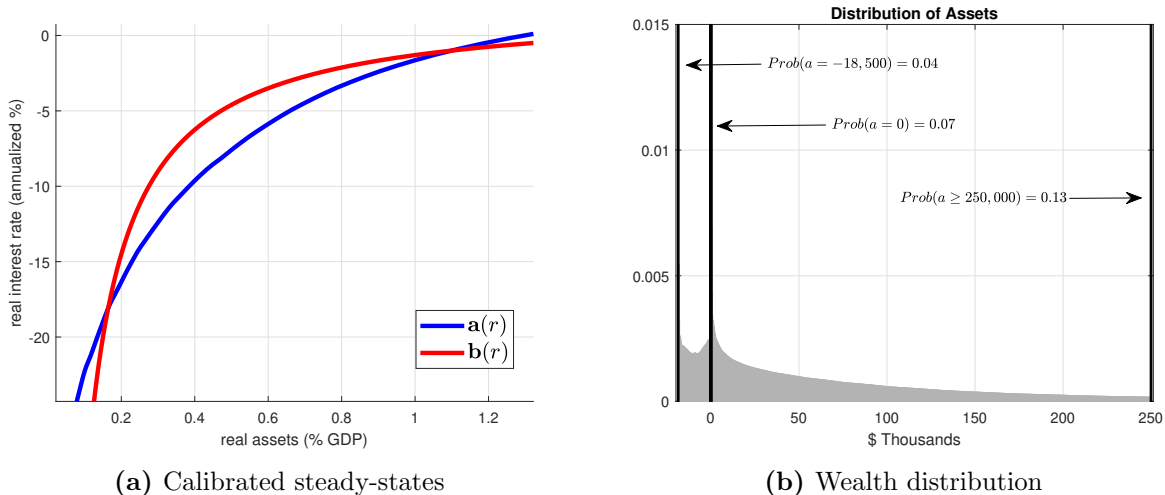 0
-5
-10
-15
-20
real interest rate (annualized %)
0.2 0.4 0.6 0.8 1 1.2
real assets (% GDP)
a(r)
b(r)
(a) Calibrated steady-states
Distribution of Assets
0.015
0.01
0.005
0
Prob(a = −18, 500) = 0.04
Prob(a = 0) = 0.07
Prob(a ≥ 250, 000) = 0.13
0 50 100 150 200 250
$ Thousands
(b) Wealth distribution